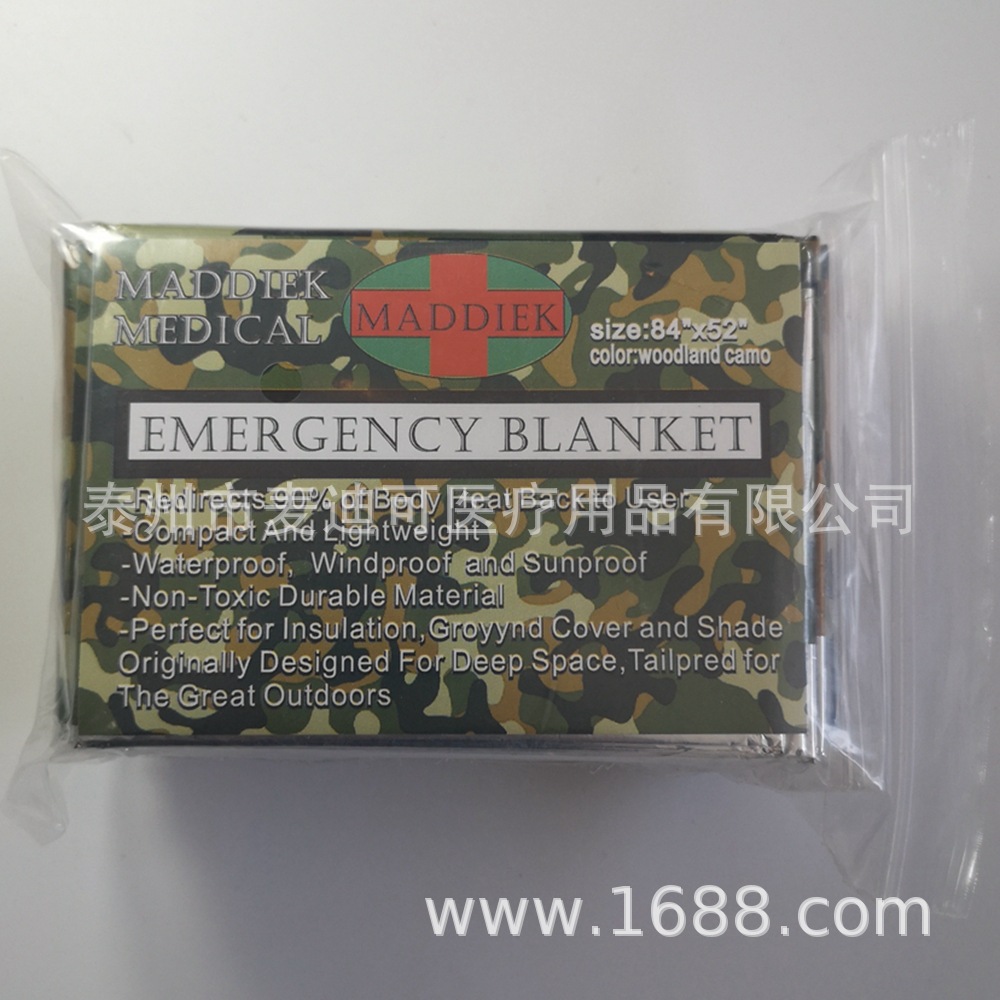 MADDIEK
MEDICAL
MADDIEK
size:84"x52"
color:woodland camo
EMERGENCY BLANKET
-Redirects 90% of Body Heat Back to User
泰州市麦迪可医疗用品有限公司
-Compact And Lightweight
-Waterproof, Windproof and Sunproof
-Non-Toxic Durable Material
-Perfect for Insulation,Groyynd Cover and Shade
Originally Designed For Deep Space,Tailpred for
The Great Outdoors
www.1688.com